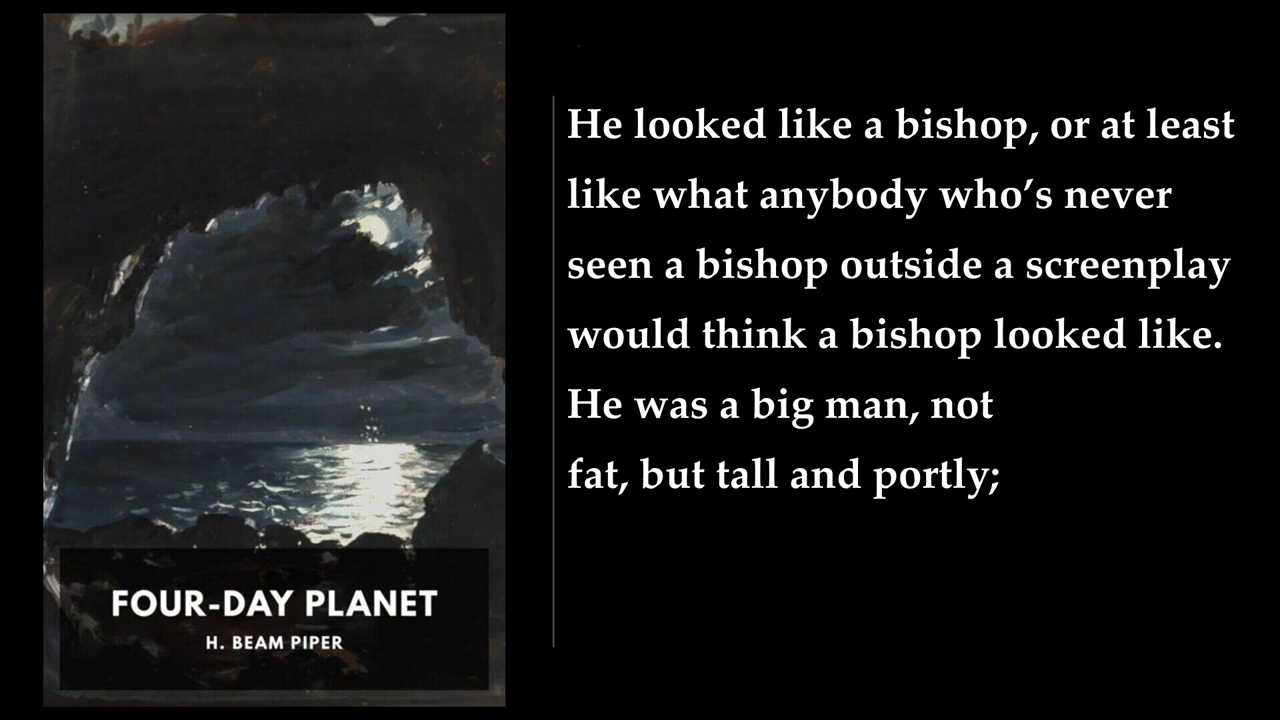 FOUR-DAY PLANET
H. BEAM PIPER
He looked like a bishop, or at least
like what anybody who’s never
seen a bishop outside a screenplay
would think a bishop looked like.
He was a big man, not
fat, but tall and portly;